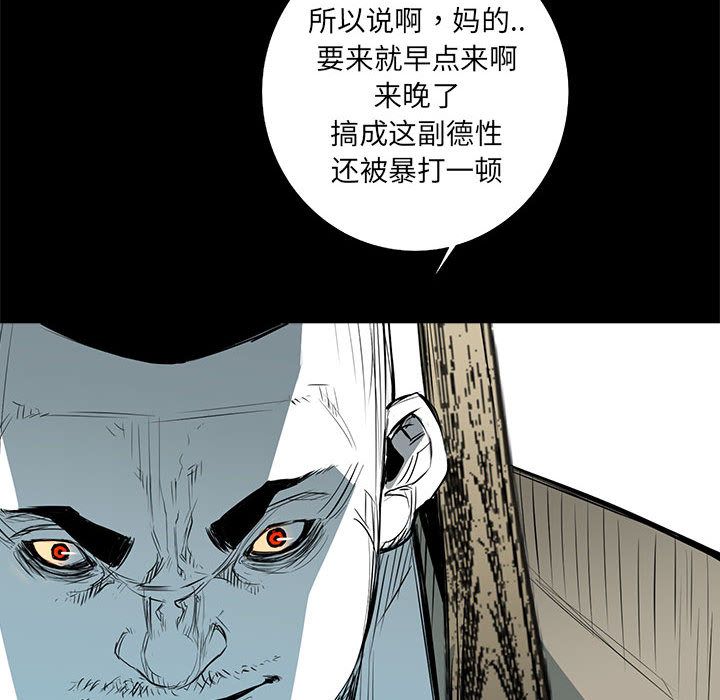 所以说啊，妈的..
要来就早点来啊
来晚了
搞成这副德性
还被暴打一顿